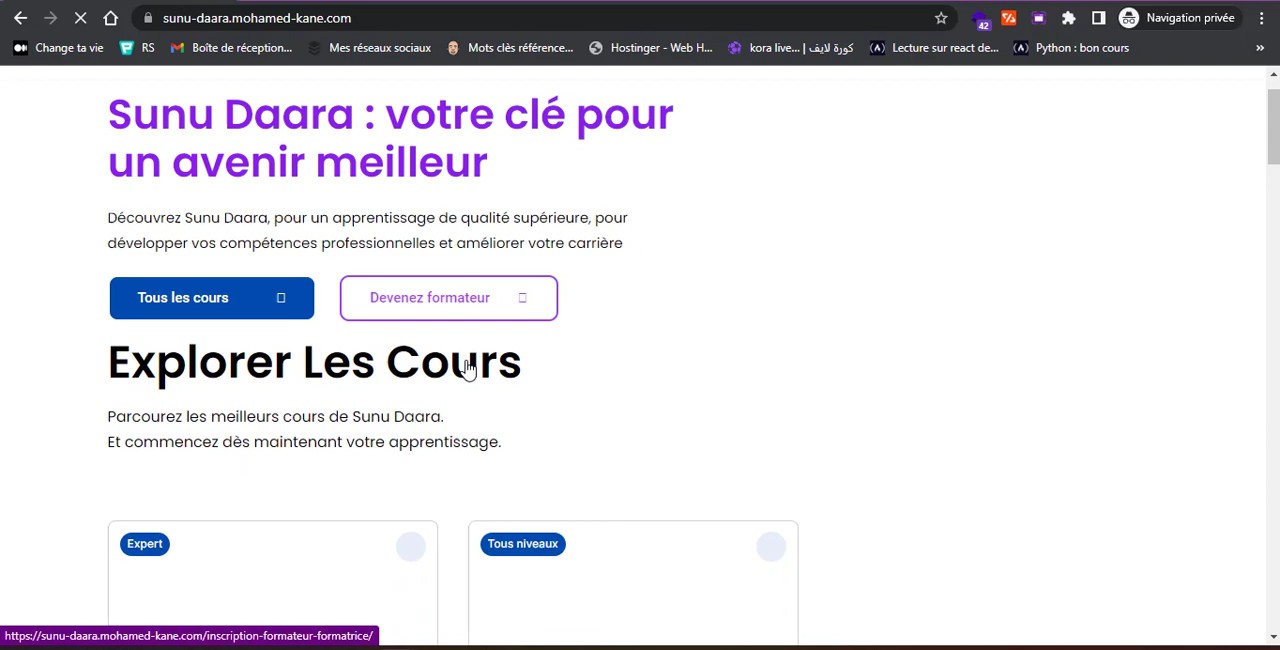 sunu-daara.mohamed-kane.com
42
Navigation privée
Change ta vie
RS
Boîte de réception...
Mes réseaux sociaux
Mots clès référence...
Hostinger - Web H...
kora live... | كورة لايف
Lecture sur react de...
Python : bon cours
»
Sunu Daara : votre clé pour
un avenir meilleur
Découvrez Sunu Daara, pour un apprentissage de qualité supérieure, pour
développer vos compétences professionnelles et améliorer votre carrière
Tous les cours
Devenez formateur
Explorer Les Cours
Parcourez les meilleurs cours de Sunu Daara.
Et commencez dès maintenant votre apprentissage.
Expert
Tous niveaux
https://sunu-daara.mohamed-kane.com/inscription-formateur-formatrice/